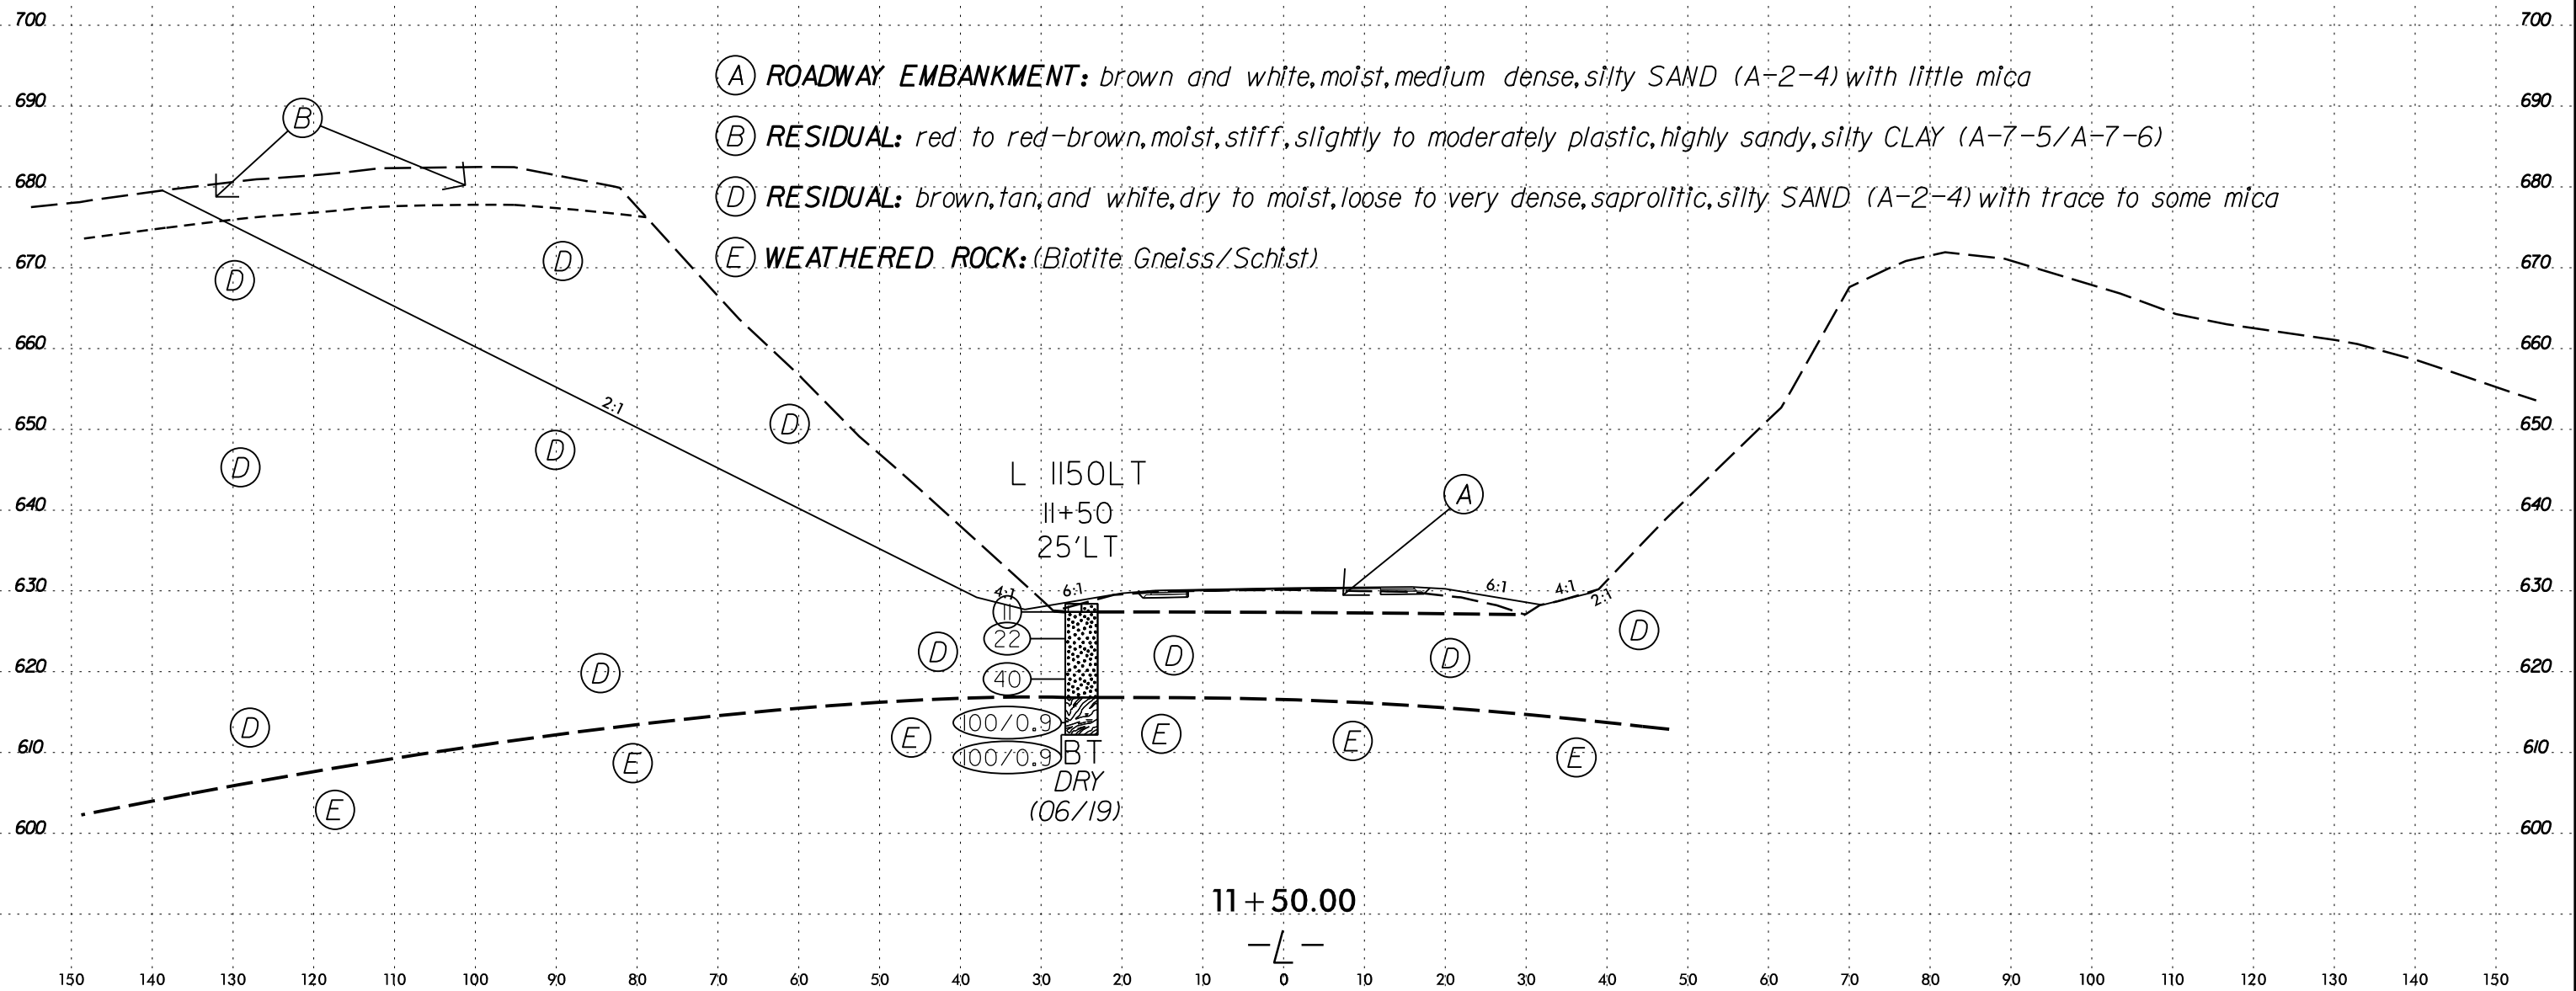 700 700
Ⓐ ROADWAY EMBANKMENT: brown and white, moist, medium dense, silty SAND (A-2-4) with little mica
690 690
B
Ⓑ RESIDUAL: red to red-brown, moist, stiff, slightly to moderately plastic, highly sandy, silty CLAY (A-7-5/A-7-6)
680 680
Ⓓ RESIDUAL: brown, tan, and white, dry to moist, loose to very dense, saprolitic, silty SAND (A-2-4) with trace to some mica
Ⓔ WEATHERED ROCK: (Biotite Gneiss/Schist)
D D
670 670
660 660
2:1
D
650 650
D D
L 1150LT
A
640 640
11+50
25'LT
630 630
4:1 6:1 6:1 4:1 2:1
11
22
D D D D
620 620
D
40
D
100/0.9
E E E E
610 610
100/0.9 BT
E
DRY
E
(06/19)
600 600
11+50.00
-L-
150 140 130 120 110 100 90 80 70 60 50 40 30 20 10 0 10 20 30 40 50 60 70 80 90 100 110 120 130 140 150